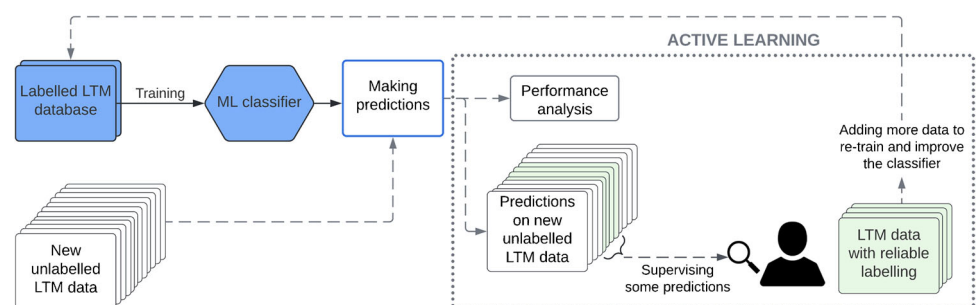 ACTIVE LEARNING
Labelled LTM
database
Training
ML classifier
Making
predictions
Performance
analysis
Adding more data to
re-train and improve
the classifier
New
unlabelled
LTM data
Predictions
on new
unlabelled
LTM data
Supervising
some predictions
LTM data
with reliable
labelling